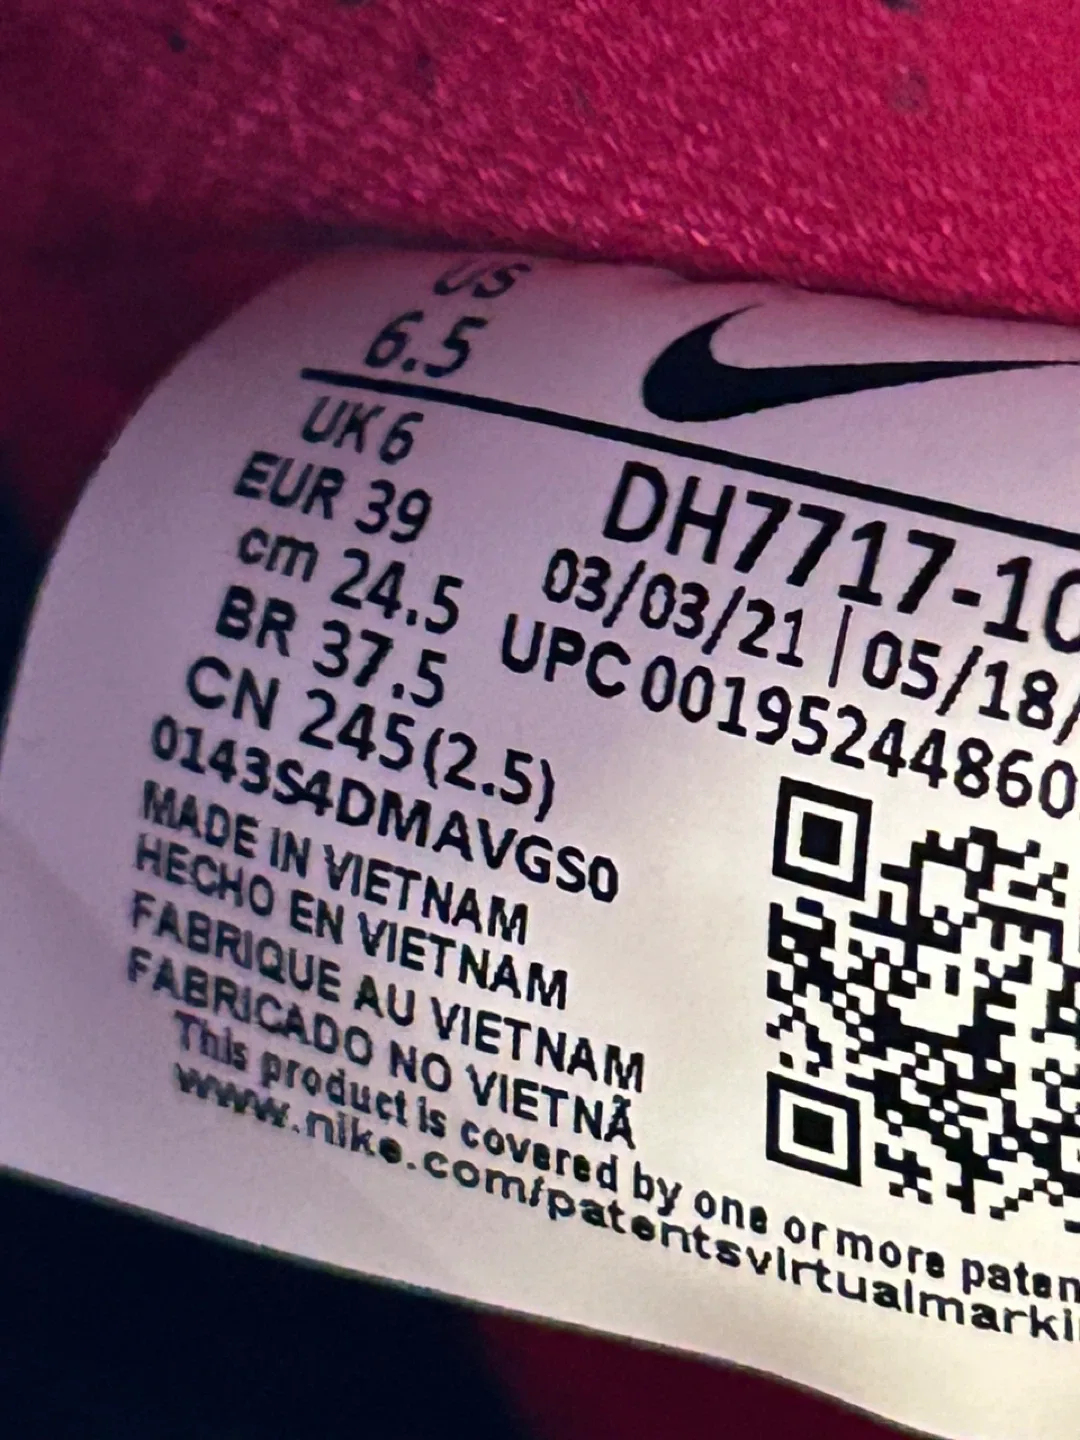 US
6.5
UK 6
EUR 39
cm 24.5
BR 37.5
CN 245(2.5)
0143S4DMAVGS0
MADE IN VIETNAM
HECHO EN VIETNAM
FABRIQUE AU VIETNAM
FABRICADO NO VIETNÃ
This product is covered by one or more paten
www.nike.com/patentsvirtualmarki
DH7717-10
03/03/21 | 05/18/
UPC 00195244860